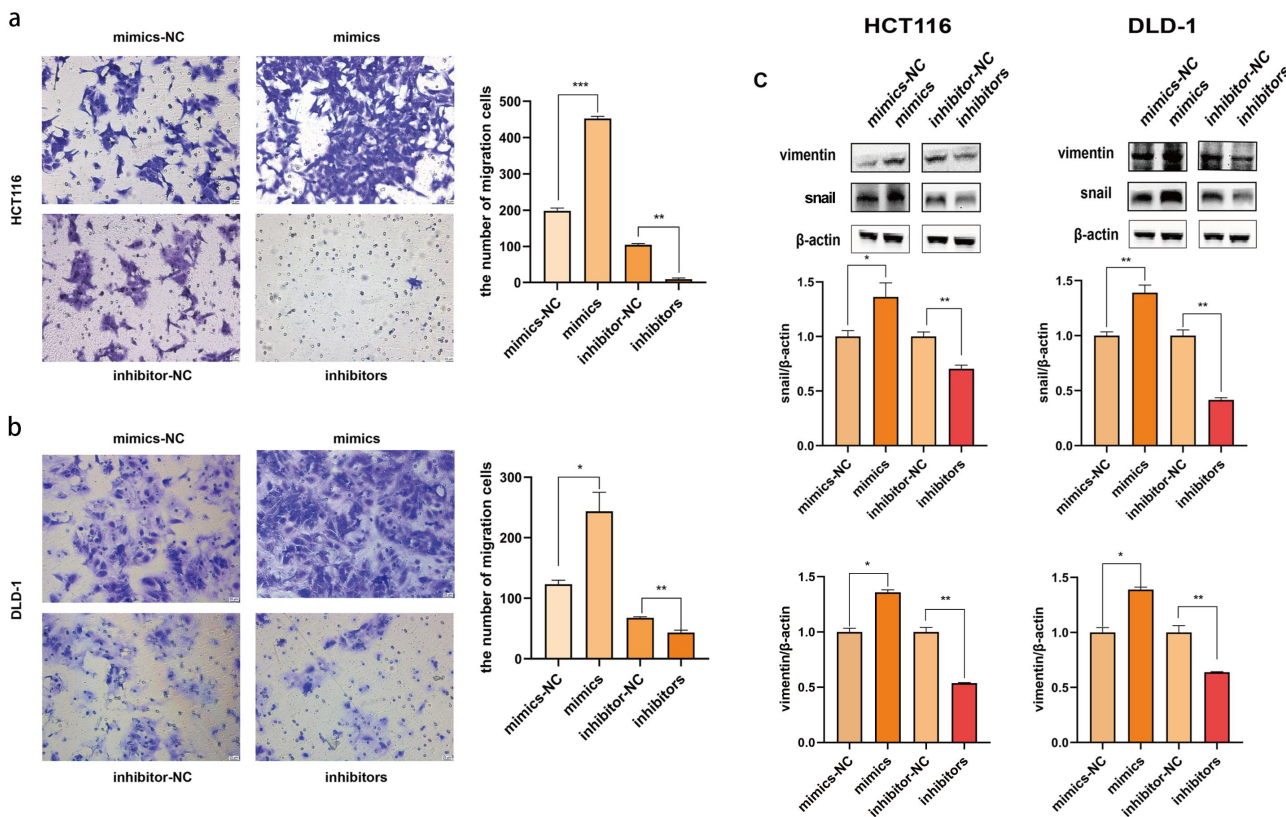 a
mimics-NC
mimics
HCT116
inhibitor-NC
inhibitors
the number of migration cells
500
400
300
200
100
0
***
**
mimics-NC
mimics
inhibitor-NC
inhibitors
b
mimics-NC
mimics
DLD-1
inhibitor-NC
inhibitors
the number of migration cells
300
200
100
0
*
**
mimics-NC
mimics
inhibitor-NC
inhibitors
c
HCT116
DLD-1
mimics-NC
mimics
inhibitor-NC
inhibitors
mimics-NC
mimics
inhibitor-NC
inhibitors
vimentin
snail
β-actin
vimentin
snail
β-actin
snail/β-actin
1.5
1.0
0.5
0.0
*
**
mimics-NC
mimics
inhibitor-NC
inhibitors
snail/β-actin
1.5
1.0
0.5
0.0
**
**
mimics-NC
mimics
inhibitor-NC
inhibitors
vimentin/β-actin
1.5
1.0
0.5
0.0
*
**
mimics-NC
mimics
inhibitor-NC
inhibitors
vimentin/β-actin
1.5
1.0
0.5
0.0
*
**
mimics-NC
mimics
inhibitor-NC
inhibitors